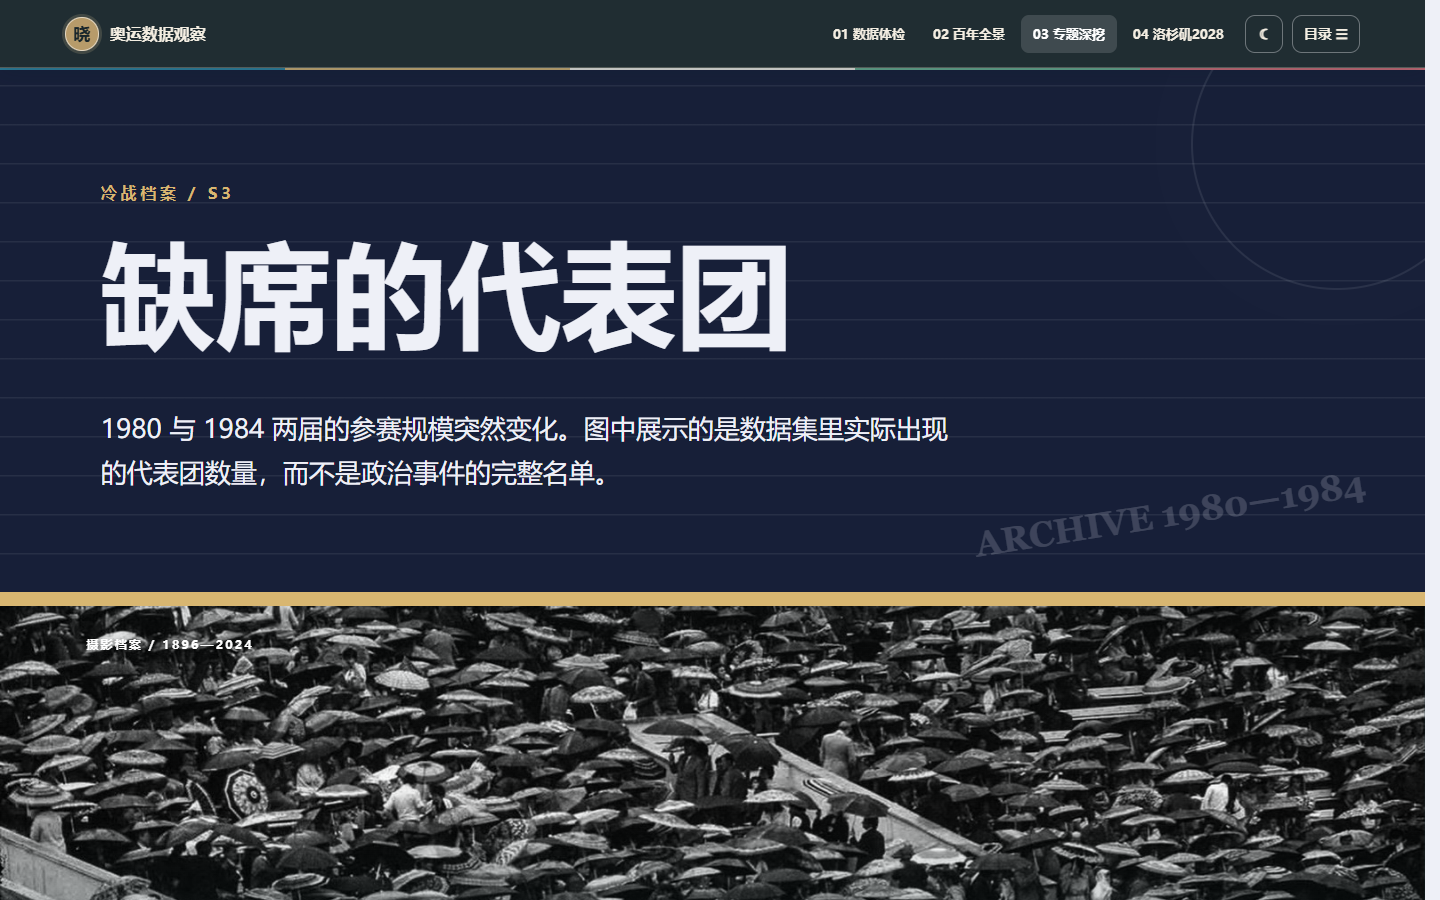 晓 奥运数据观察 01 数据体检 02 百年全景 03 专题深挖 04 洛杉矶2028 目录
冷战档案 / S3
缺席的代表团
1980 与 1984 两届的参赛规模突然变化。图中展示的是数据集里实际出现
的代表团数量，而不是政治事件的完整名单。
ARCHIVE 1980—1984
摄影档案 / 1896—2024